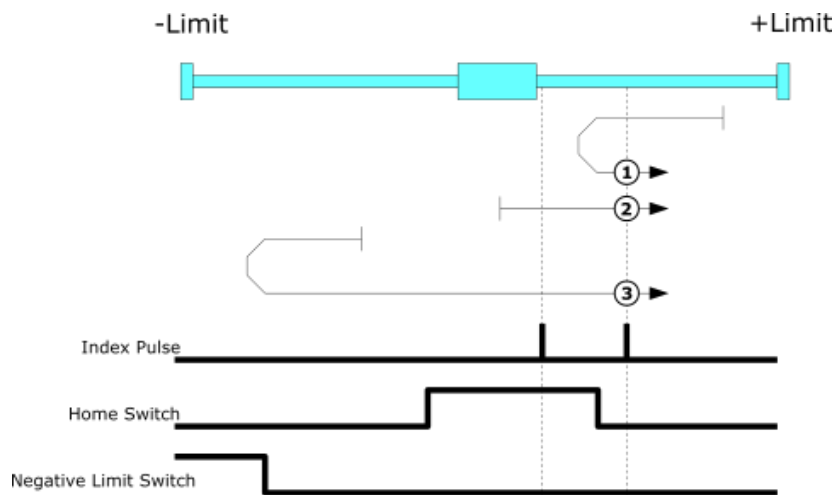 -Limit
+Limit
1
2
3
Index Pulse
Home Switch
Negative Limit Switch